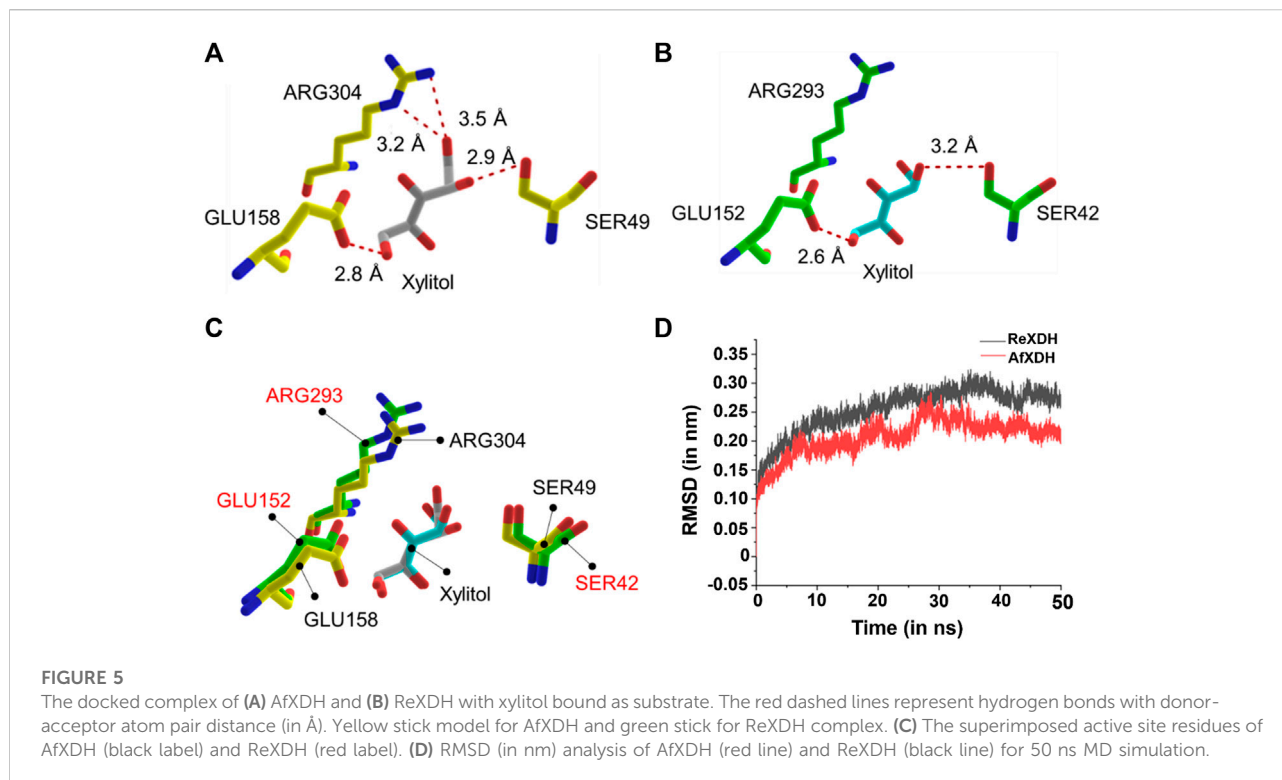 A
ARG304
3.5 Å
3.2 Å
2.9 Å
GLU158
SER49
2.8 Å
Xylitol
B
ARG293
3.2 Å
GLU152
SER42
2.6 Å
Xylitol
C
ARG293
ARG304
GLU152
SER49
Xylitol
SER42
GLU158
D
ReXDH
AfXDH
0.35
0.30
0.25
0.20
0.15
0.10
0
-0.05
RMSD (in nm)
0 10 20 30 40 50
Time (in ns)
FIGURE 5
The docked complex of (A) AfXDH and (B) ReXDH with xylitol bound as substrate. The red dashed lines represent hydrogen bonds with donor-
acceptor atom pair distance (in Å). Yellow stick model for AfXDH and green stick for ReXDH complex. (C) The superimposed active site residues of
AfXDH (black label) and ReXDH (red label). (D) RMSD (in nm) analysis of AfXDH (red line) and ReXDH (black line) for 50 ns MD simulation.